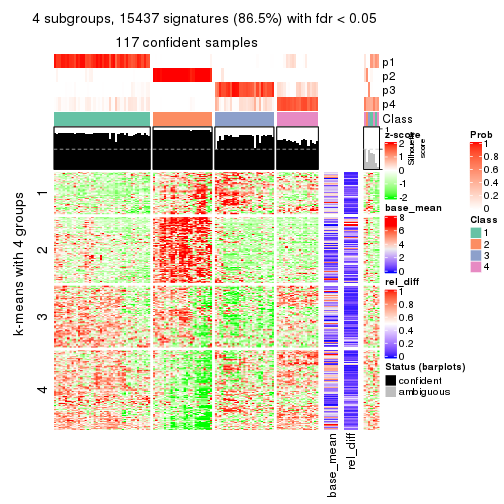 4 subgroups, 15437 signatures (86.5%) with fdr < 0.05
117 confident samples
p1
p2
p3
p4
Class
1
Silhouette
score
z-score
2
1
0
-1
-2
base_mean
8
6
4
2
0
rel_diff
1
0.8
0.6
0.4
0.2
0
Status (barplots)
confident
ambiguous
Prob
1
0.8
0.6
0.4
0.2
0
Class
1
2
3
4
k-means with 4 groups
1
2
3
4
base_mean
rel_diff